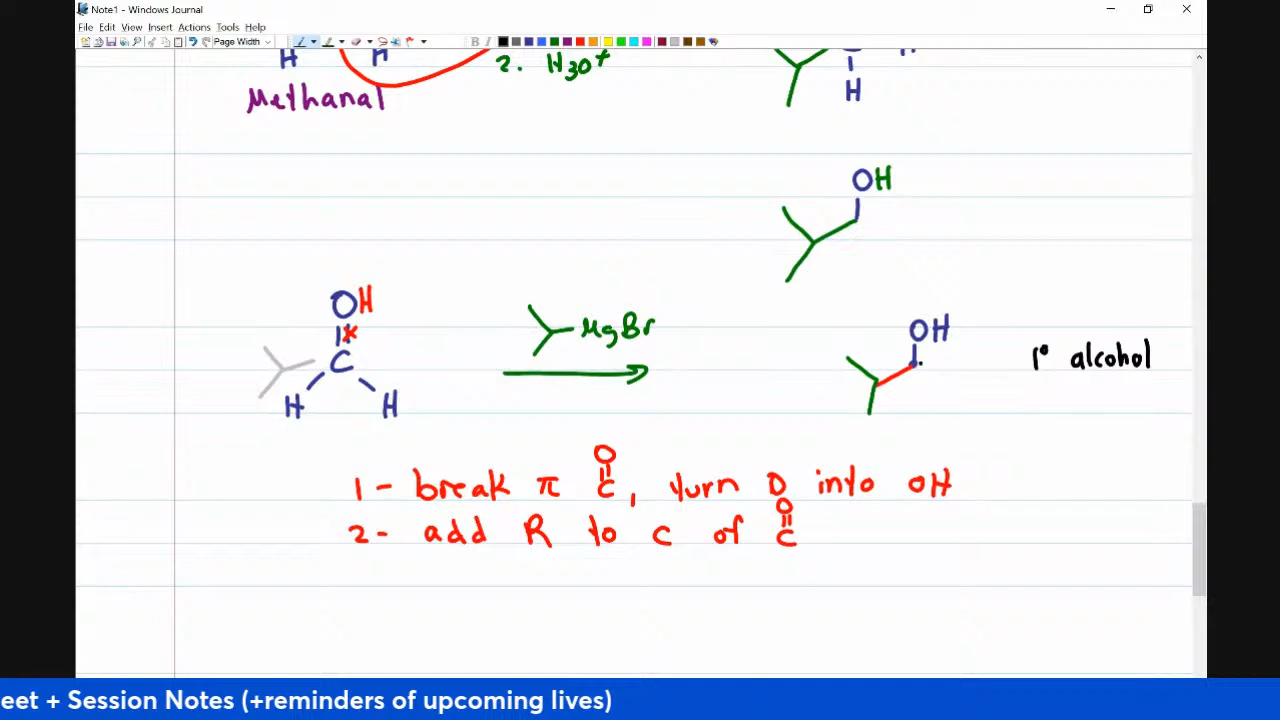 Note1 - Windows Journal
File Edit View Insert Actions Tools Help
Page Width
B I
H H
2. H3O+
H
H
Methanal
OH
OH
C
H H
MgBr
OH
1° alcohol
O
1 - break π C, turn O into OH
O
2 - add R to C of C
eet + Session Notes (+reminders of upcoming lives)